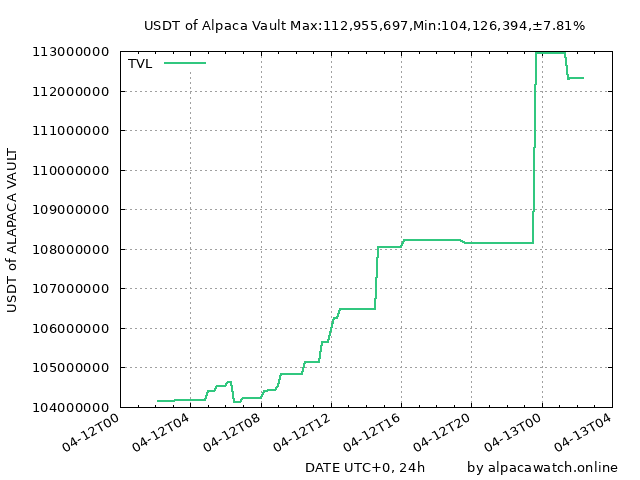 USDT of Alpaca Vault Max:112,955,697,Min:104,126,394,±7.81%
TVL
113000000
112000000
111000000
110000000
109000000
108000000
107000000
106000000
105000000
104000000
USDT of ALAPACA VAULT
04-12T00
04-12T04
04-12T08
04-12T12
04-12T16
04-12T20
04-13T00
04-13T04
DATE UTC+0, 24h
by alpacawatch.online